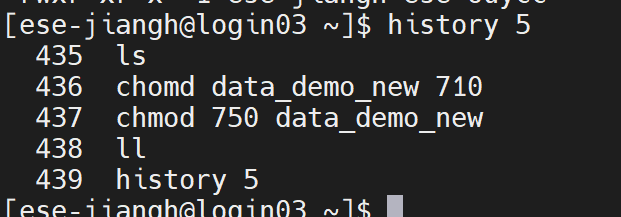 [ese-jiangh@login03 ~]$ history 5
435 ls
436 chomd data_demo_new 710
437 chmod 750 data_demo_new
438 ll
439 history 5
[ese-jiangh@login03 ~]$